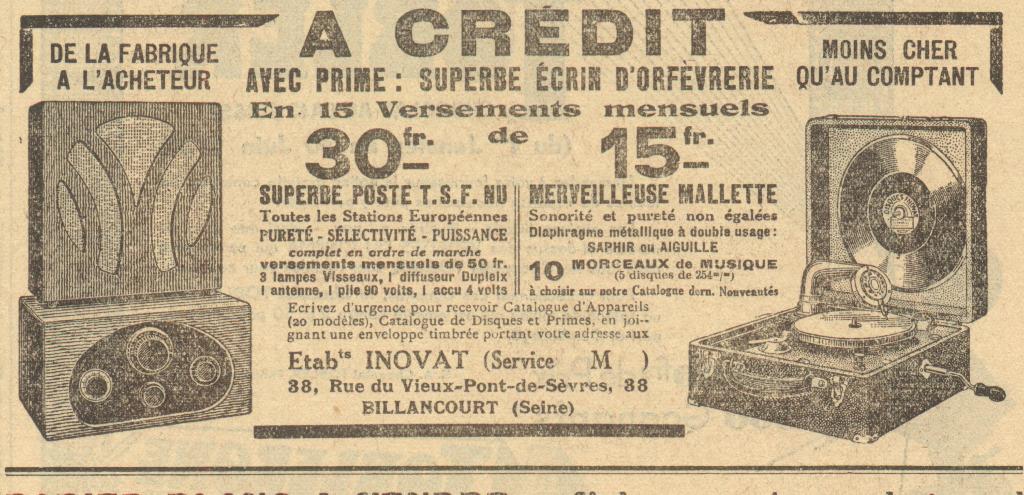 DE LA FABRIQUE
A L'ACHETEUR
A CRÉDIT
AVEC PRIME : SUPERBE ÉCRIN D'ORFÈVRERIE
MOINS CHER
QU'AU COMPTANT
En 15 Versements mensuels
30 fr. de 15 fr.
SUPERBE POSTE T.S.F. NU
Toutes les Stations Européennes
PURETÉ - SÉLECTIVITÉ - PUISSANCE
complet en ordre de marche
versements mensuels de 50 fr.
3 lampes Visseaux, 1 diffuseur Dupleix
1 antenne, 1 pile 90 volts, 1 accu 4 volts
MERVEILLEUSE MALLETTE
Sonorité et pureté non égalées
Diaphragme métallique à double usage :
SAPHIR ou AIGUILLE
10 MORCEAUX de MUSIQUE
(5 disques de 254m/m)
à choisir sur notre Catalogue dern. Nouveautés
Ecrivez d'urgence pour recevoir Catalogue d'Appareils
(20 modèles), Catalogue de Disques et Primes, en joi-
gnant une enveloppe timbrée portant votre adresse aux
Etabts INOVAT (Service M )
38, Rue du Vieux-Pont-de-Sèvres, 38
BILLANCOURT (Seine)